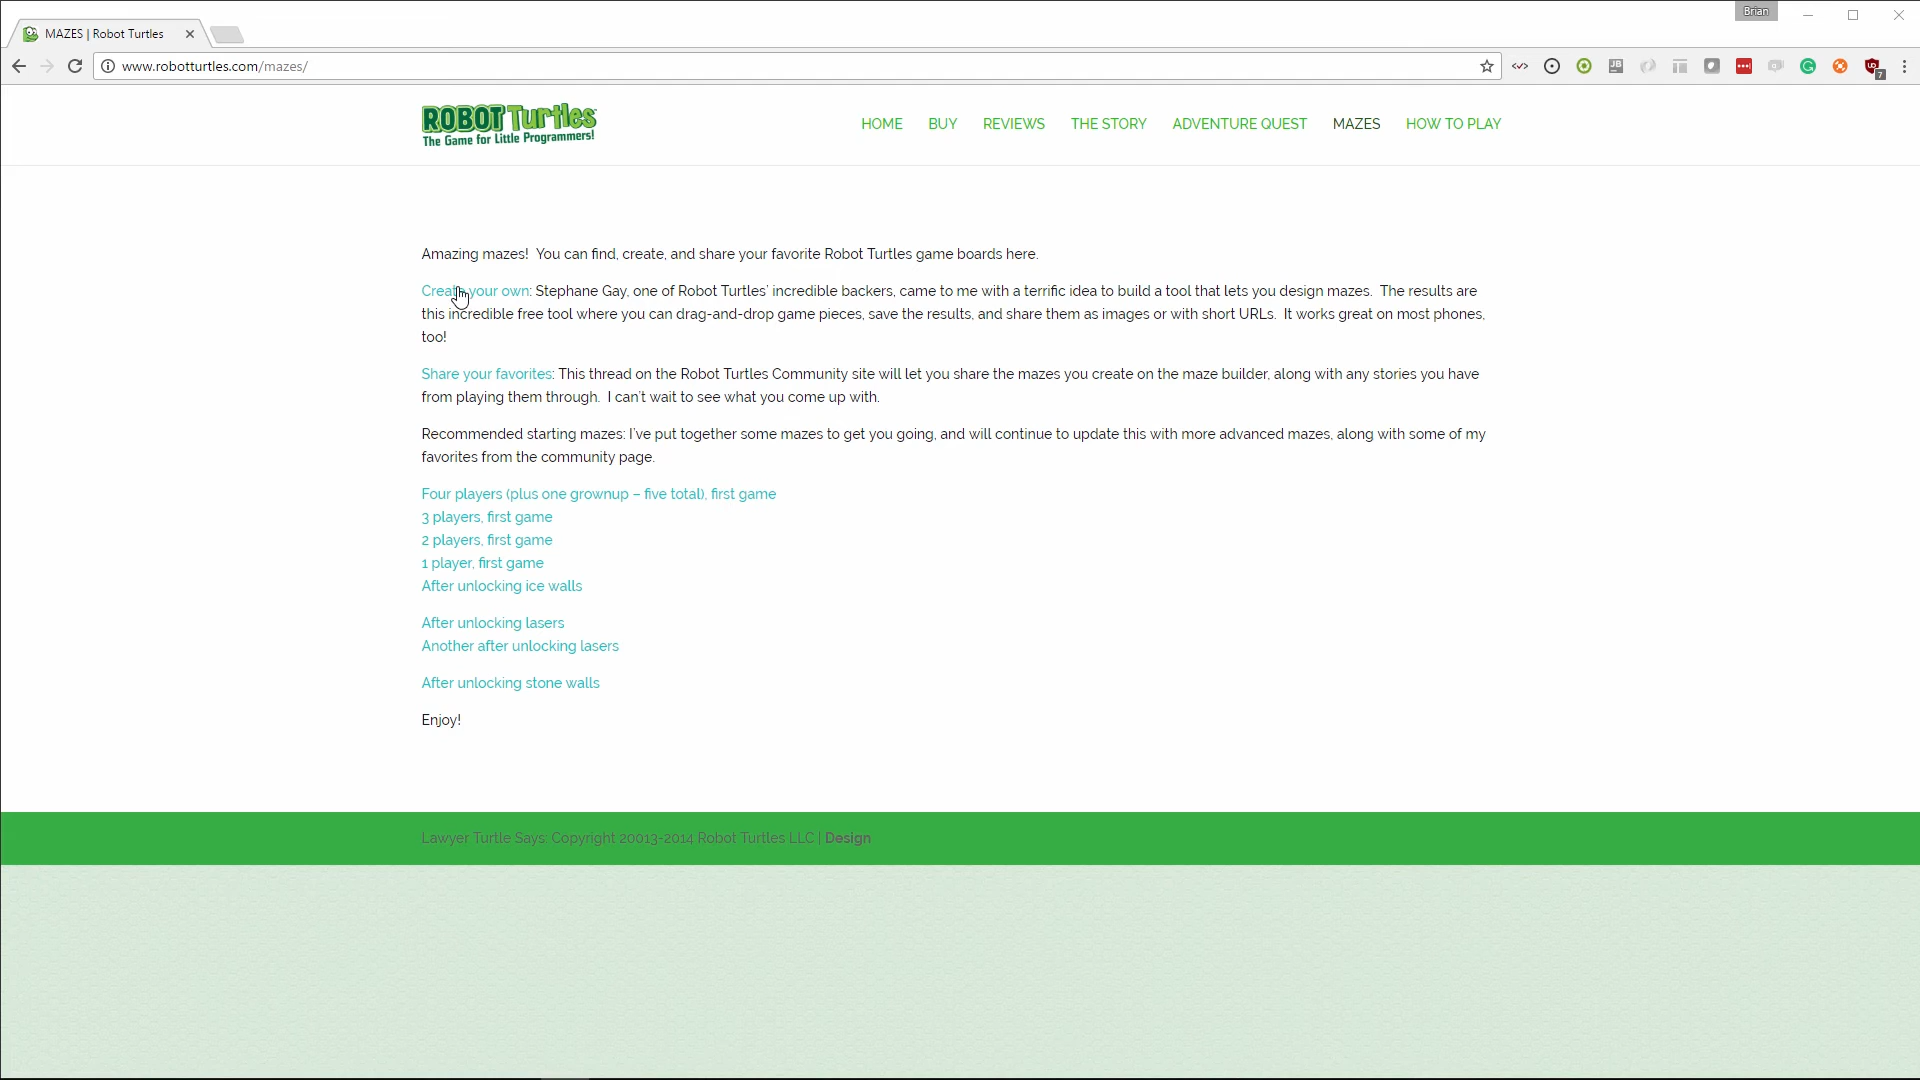 Brian
MAZES | Robot Turtles
www.robotturtles.com/mazes/
JB
7
ROBOT Turtles
The Game for Little Programmers!
HOME BUY REVIEWS THE STORY ADVENTURE QUEST MAZES HOW TO PLAY
Amazing mazes!  You can find, create, and share your favorite Robot Turtles game boards here.
Create your own: Stephane Gay, one of Robot Turtles' incredible backers, came to me with a terrific idea to build a tool that lets you design mazes.  The results are
this incredible free tool where you can drag-and-drop game pieces, save the results, and share them as images or with short URLs.  It works great on most phones,
too!
Share your favorites: This thread on the Robot Turtles Community site will let you share the mazes you create on the maze builder, along with any stories you have
from playing them through.  I can't wait to see what you come up with.
Recommended starting mazes: I've put together some mazes to get you going, and will continue to update this with more advanced mazes, along with some of my
favorites from the community page.
Four players (plus one grownup – five total), first game
3 players, first game
2 players, first game
1 player, first game
After unlocking ice walls
After unlocking lasers
Another after unlocking lasers
After unlocking stone walls
Enjoy!
Lawyer Turtle Says: Copyright 20013-2014 Robot Turtles LLC | Design